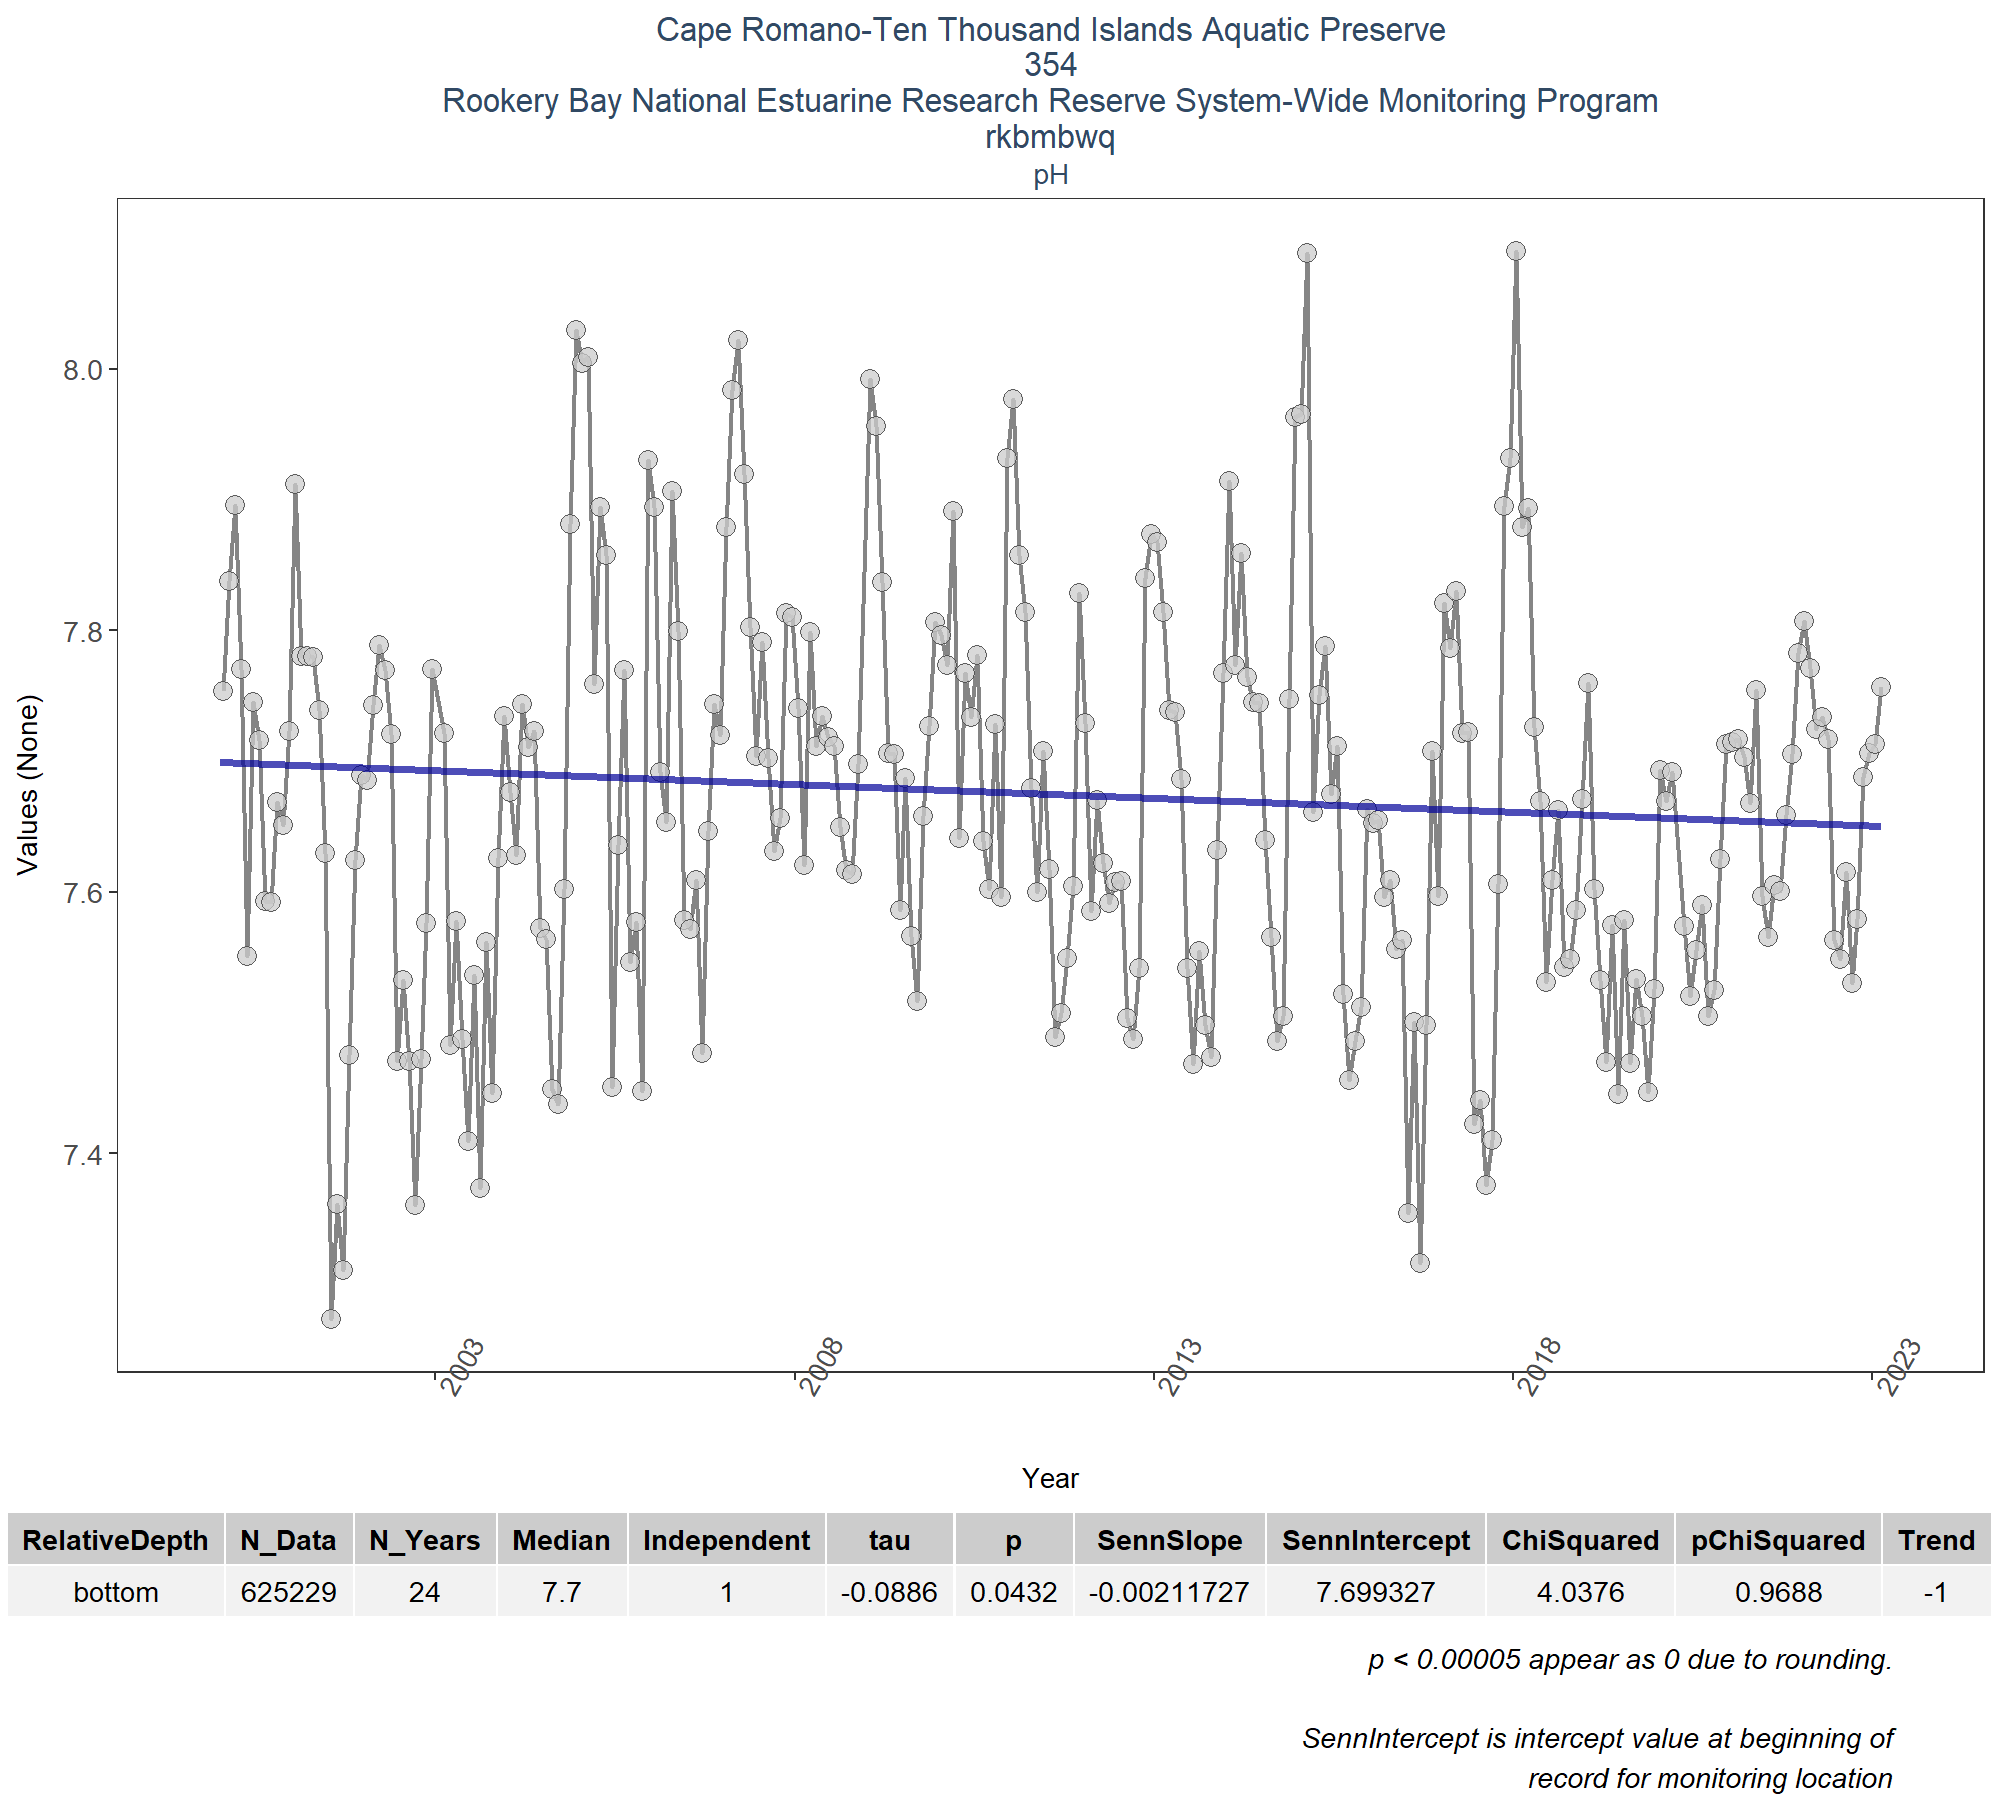 Cape Romano-Ten Thousand Islands Aquatic Preserve
354
Rookery Bay National Estuarine Research Reserve System-Wide Monitoring Program
rkbmbwq
pH
8.0
7.8
7.6
7.4
Values (None)
2003 2008 2013 2018 2023
Year
RelativeDepth N_Data N_Years Median Independent tau p SennSlope SennIntercept ChiSquared pChiSquared Trend
bottom 625229 24 7.7 1 -0.0886 0.0432 -0.00211727 7.699327 4.0376 0.9688 -1
p < 0.00005 appear as 0 due to rounding.
SennIntercept is intercept value at beginning of
record for monitoring location